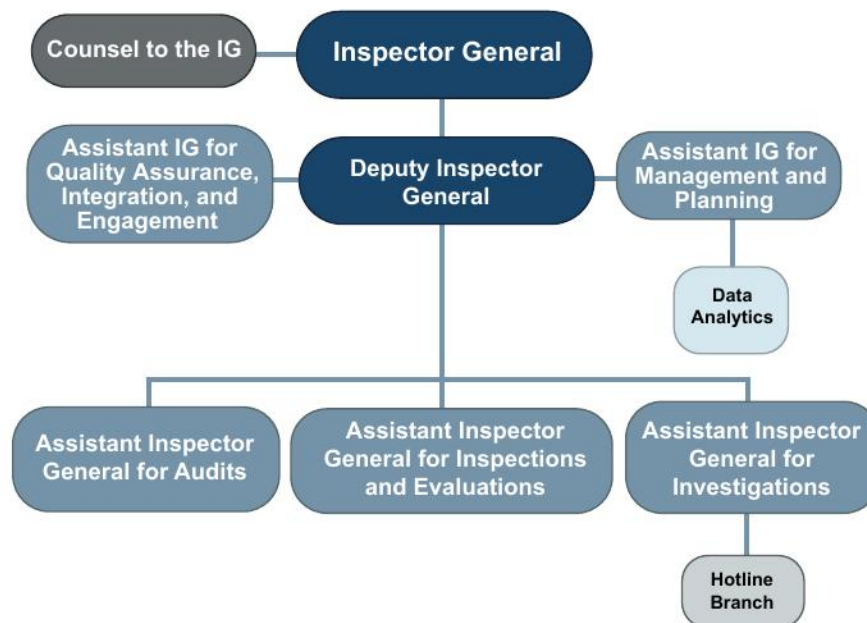 Counsel to the IG
Inspector General
Assistant IG for
Quality Assurance,
Integration, and
Engagement
Deputy Inspector
General
Assistant IG for
Management and
Planning
Data
Analytics
Assistant Inspector
General for Audits
Assistant Inspector
General for Inspections
and Evaluations
Assistant Inspector
General for
Investigations
Hotline
Branch